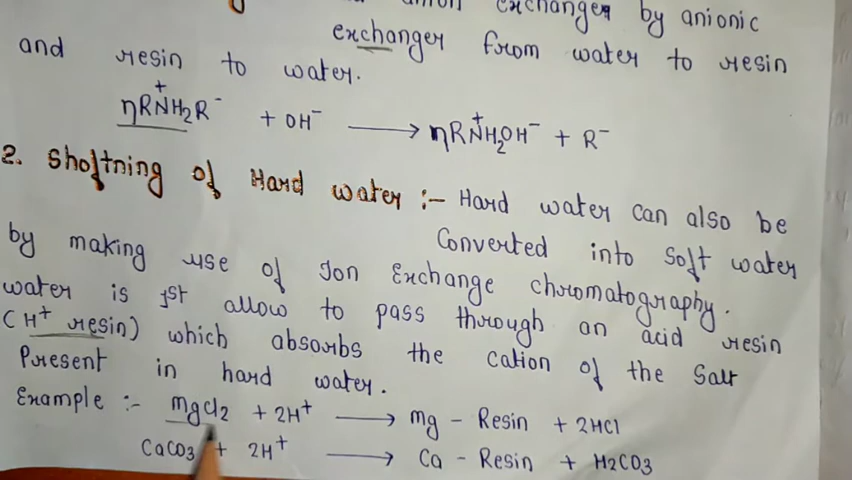 anion exchanger by anionic
exchanger from water to resin
and resin to water.
ηRN⁺H₂R⁻ + OH⁻ ⟶ ηRN⁺H₂OH⁻ + R⁻
2. Shoftning of Hard water :- Hard water can also be
Converted into soft water
by making use of Ion Exchange chromatography.
water is 1st allow to pass through an acid resin
(H⁺ resin) which absorbs the cation of the Salt
Present in hard water.
Example :- MgCl₂ + 2H⁺ ⟶ Mg - Resin + 2HCl
CaCO₃ + 2H⁺ ⟶ Ca - Resin + H₂CO₃